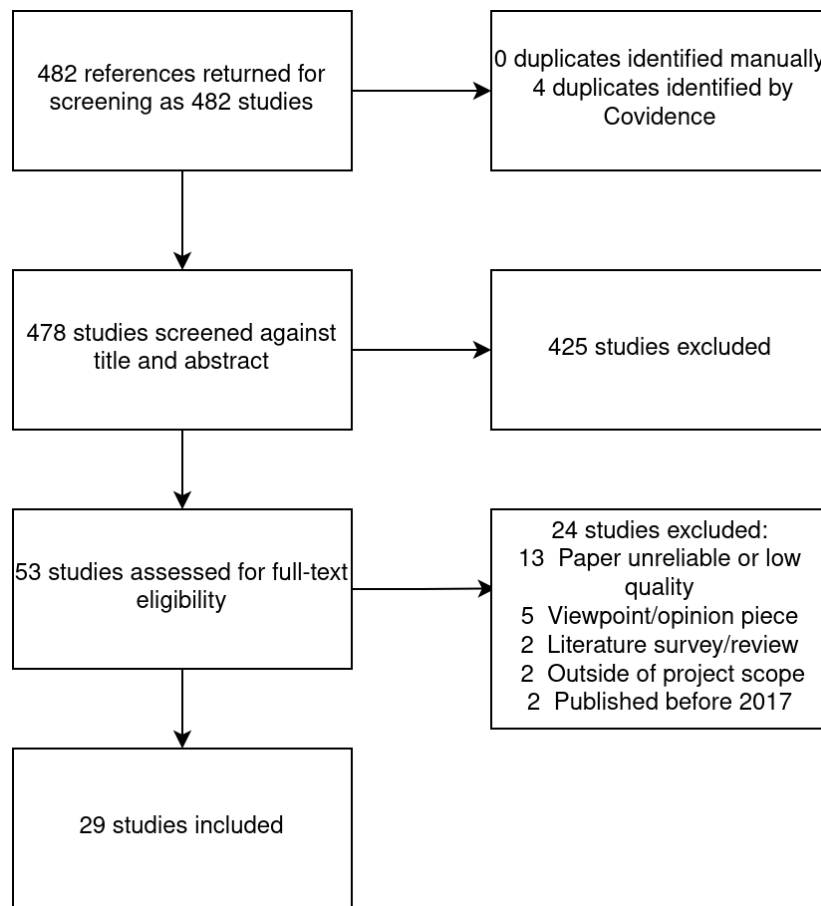 482 references returned for
screening as 482 studies
0 duplicates identified manually
4 duplicates identified by
Covidence
478 studies screened against
title and abstract
425 studies excluded
53 studies assessed for full-text
eligibility
24 studies excluded:
13 Paper unreliable or low
quality
5 Viewpoint/opinion piece
2 Literature survey/review
2 Outside of project scope
2 Published before 2017
29 studies included